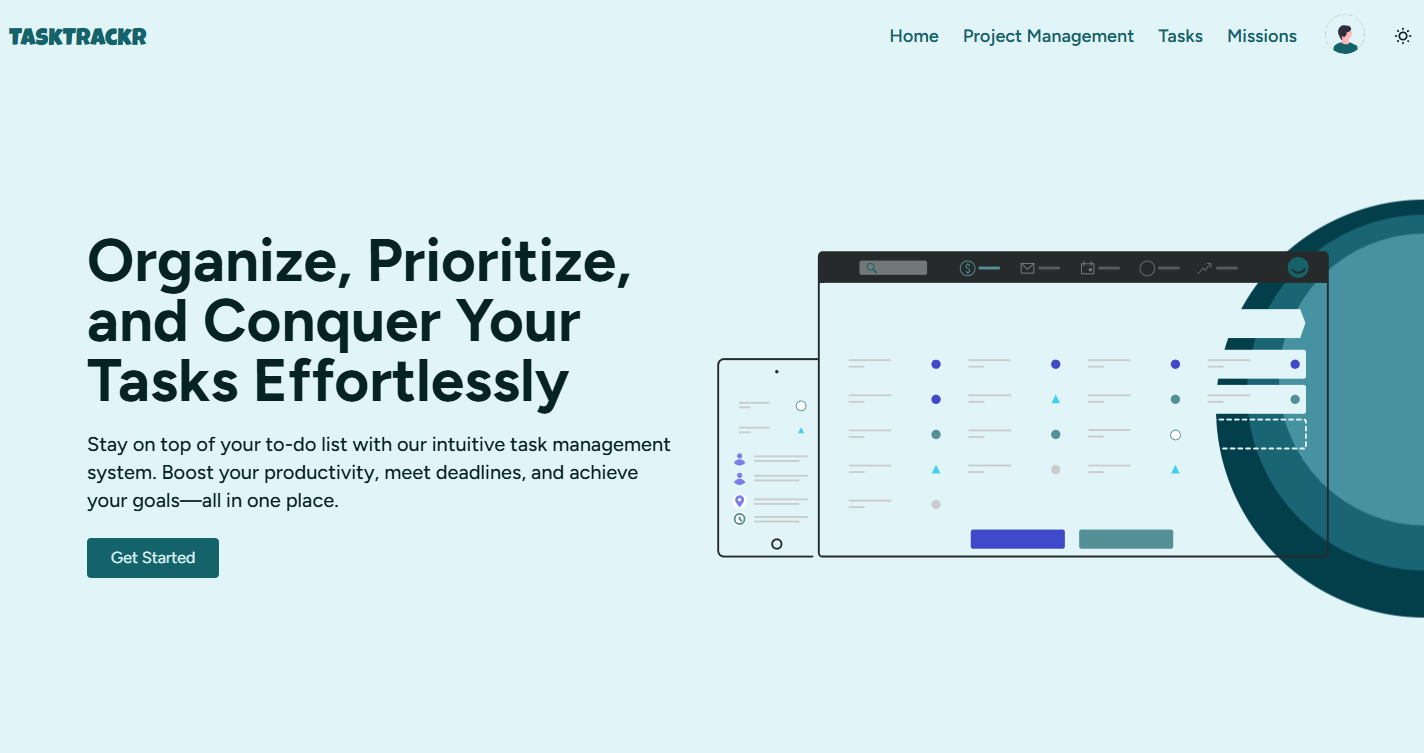 TASKTRACKR
Home Project Management Tasks Missions
Organize, Prioritize,
and Conquer Your
Tasks Effortlessly
Stay on top of your to-do list with our intuitive task management
system. Boost your productivity, meet deadlines, and achieve
your goals—all in one place.
Get Started
$